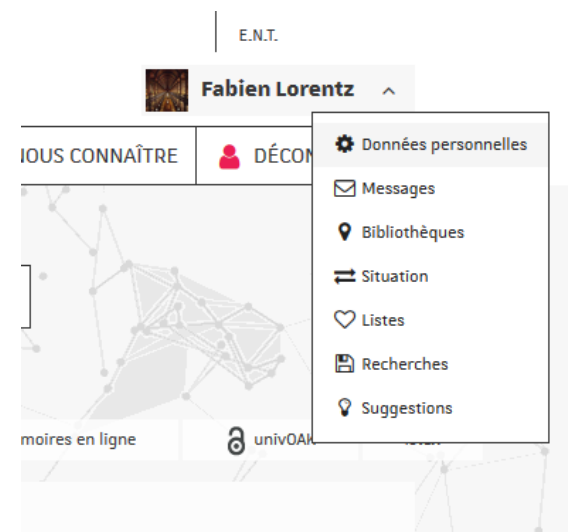 E.N.T.
Fabien Lorentz
NOUS CONNAÎTRE
DÉCON
Données personnelles
Messages
Bibliothèques
Situation
Listes
Recherches
Suggestions
moires en ligne
univOAK